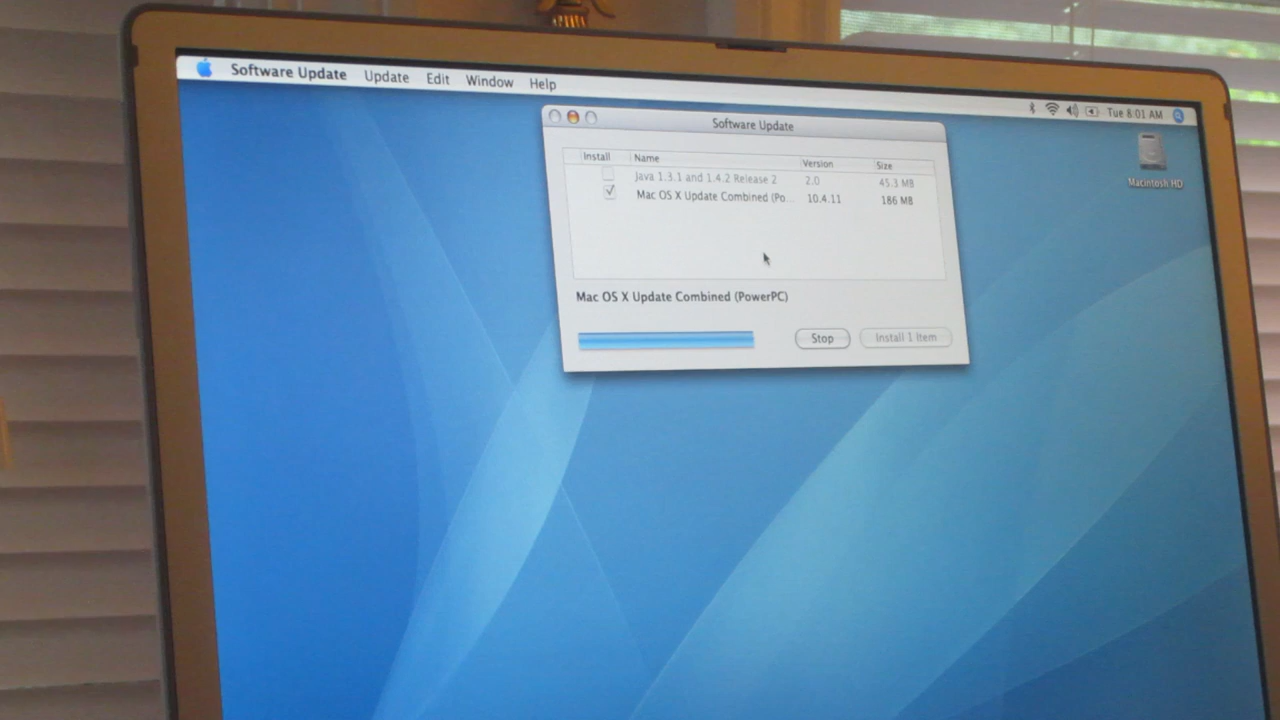 Software Update Update Edit Window Help
Tue 8:01 AM
Macintosh HD
Software Update
Install Name Version Size
Java 1.3.1 and 1.4.2 Release 2 2.0 45.3 MB
Mac OS X Update Combined (Po... 10.4.11 186 MB
Mac OS X Update Combined (PowerPC)
Stop Install 1 Item